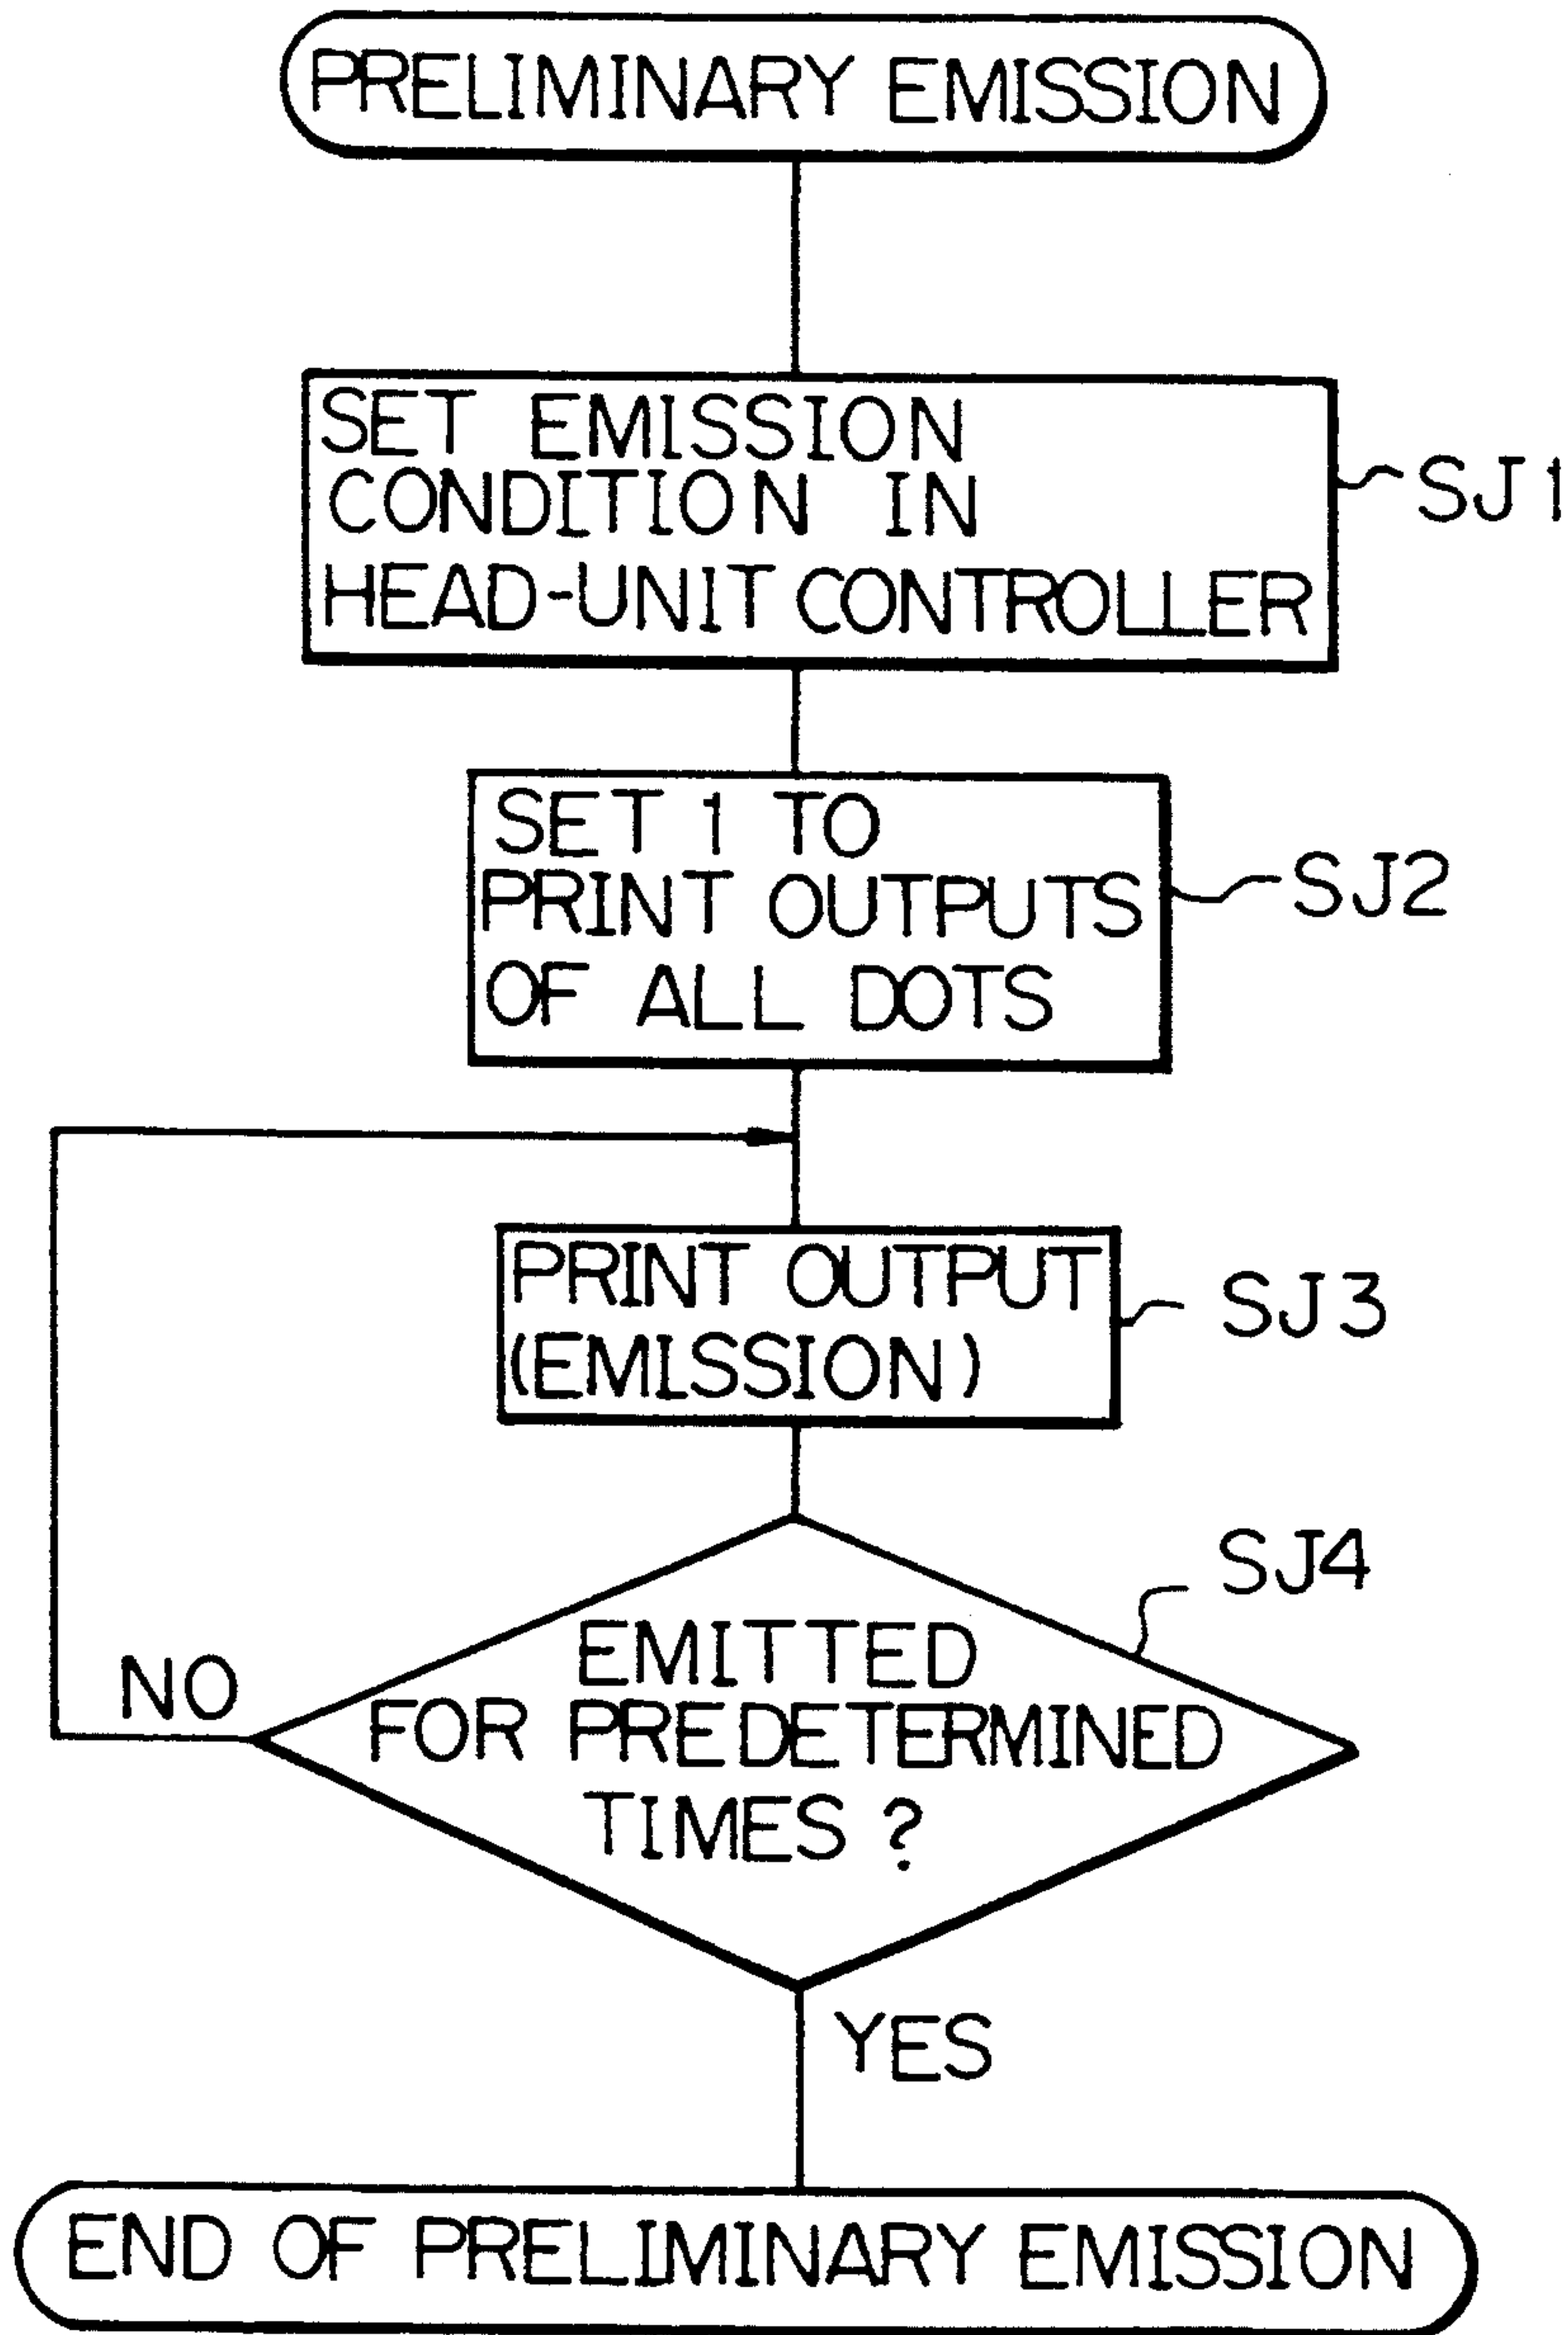 PRELIMINARY EMISSION
SET EMISSION
CONDITION IN
HEAD-UNIT CONTROLLER
SJ1
SET 1 TO
PRINT OUTPUTS
OF ALL DOTS
SJ2
PRINT OUTPUT
(EMISSION)
SJ3
SJ4
EMITTED
FOR PREDETERMINED
TIMES ?
NO
YES
END OF PRELIMINARY EMISSION